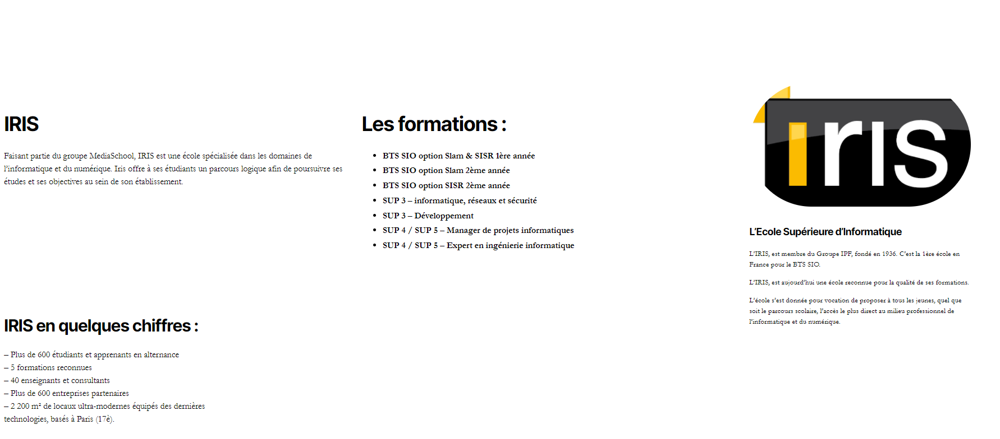 IRIS
Faisant partie du groupe MediaSchool, IRIS est une école spécialisée dans les domaines de
l'informatique et du numérique. Iris offre à ses étudiants un parcours logique afin de poursuivre ses
études et ses objectives au sein de son établissement.
IRIS en quelques chiffres :
– Plus de 600 étudiants et apprenants en alternance
– 5 formations reconnues
– 40 enseignants et consultants
– Plus de 600 entreprises partenaires
– 2 200 m² de locaux ultra-modernes équipés des dernières
technologies, basés à Paris (17è).
Les formations :
• BTS SIO option Slam & SISR 1ère année
• BTS SIO option Slam 2ème année
• BTS SIO option SISR 2ème année
• SUP 3 – informatique, réseaux et sécurité
• SUP 3 – Développement
• SUP 4 / SUP 5 – Manager de projets informatiques
• SUP 4 / SUP 5 – Expert en ingénierie informatique
IrIS
L'Ecole Supérieure d'Informatique
L'IRIS, est membre du Groupe IPF, fondé en 1936. C'est la 1ère école en
France pour le BTS SIO.
L'IRIS, est aujourd'hui une école reconnue pour la qualité de ses formations.
L'école s'est donnée pour vocation de proposer à tous les jeunes, quel que
soit le parcours scolaire, l'accès le plus direct au milieu professionnel de
l'informatique et du numérique.